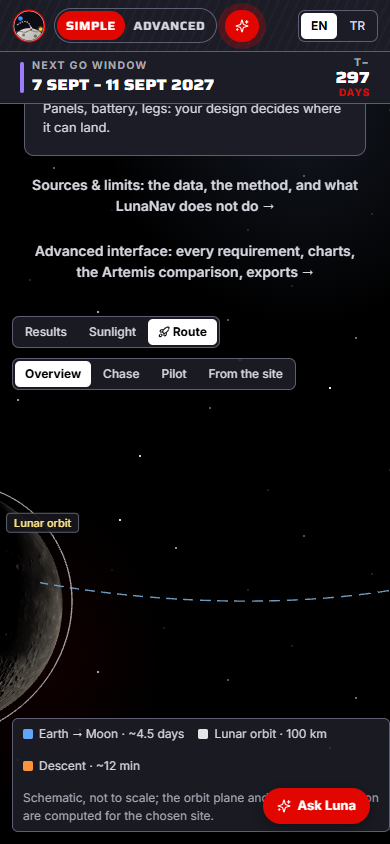 SIMPLE ADVANCED EN TR
NEXT GO WINDOW
7 SEPT – 11 SEPT 2027
T−
297
DAYS
Panels, battery, legs: your design decides where
it can land.
Sources & limits: the data, the method, and what
LunaNav does not do →
Advanced interface: every requirement, charts,
the Artemis comparison, exports →
Results Sunlight Route
Overview Chase Pilot From the site
Lunar orbit
Earth → Moon · ~4.5 days Lunar orbit · 100 km
Descent · ~12 min
Schematic, not to scale; the orbit plane and
are computed for the chosen site.
Ask Luna